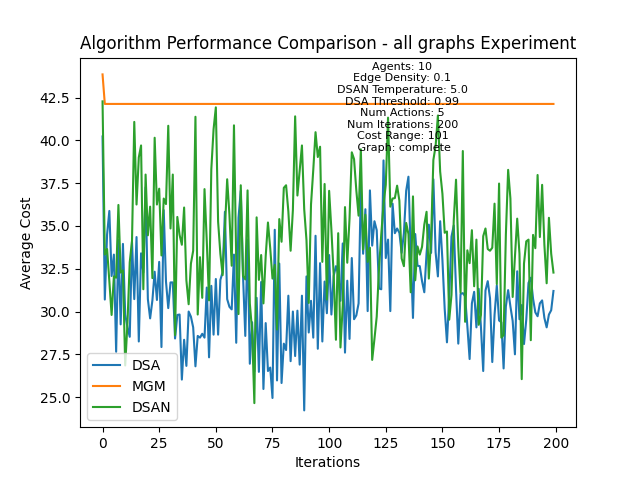 Algorithm Performance Comparison - all graphs Experiment
Agents: 10
Edge Density: 0.1
DSAN Temperature: 5.0
DSA Threshold: 0.99
Num Actions: 5
Num Iterations: 200
Cost Range: 101
Graph: complete
Average Cost
42.5
40.0
37.5
35.0
32.5
30.0
27.5
25.0
DSA
MGM
DSAN
0 25 50 75 100 125 150 175 200
Iterations